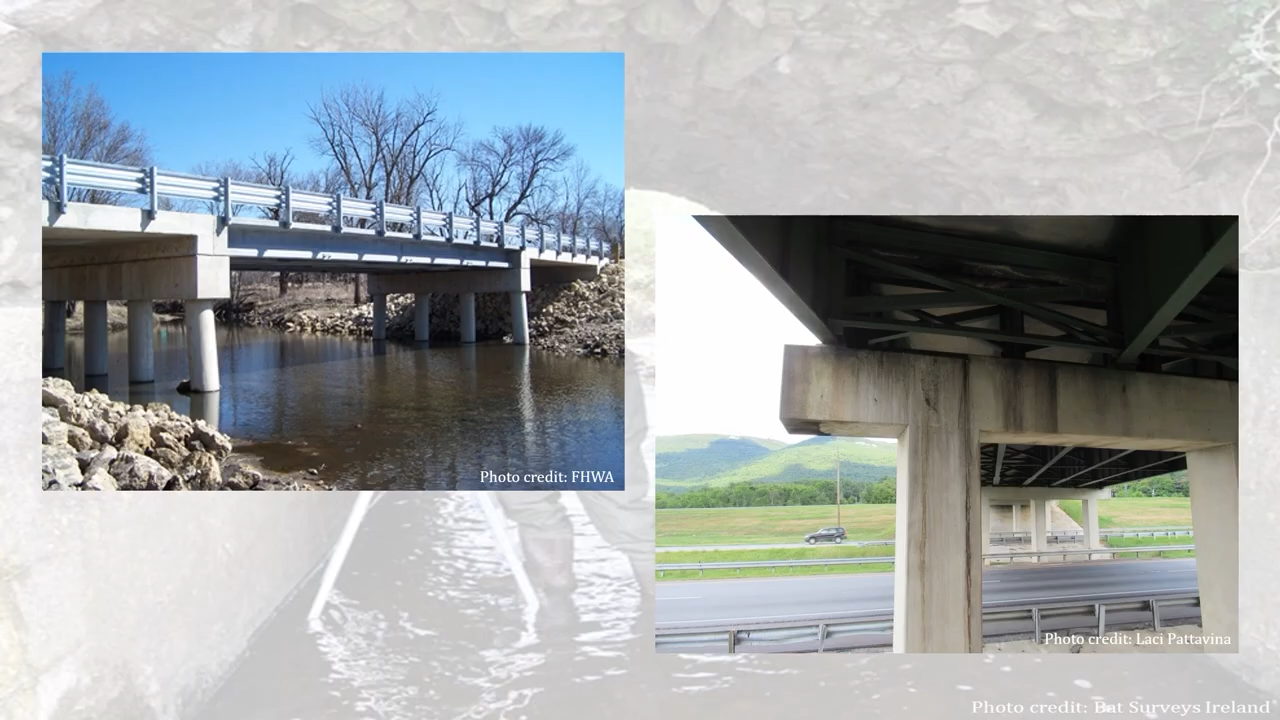 Photo credit: FHWA
Photo credit: Laci Pattavina
Photo credit: Bat Surveys Ireland